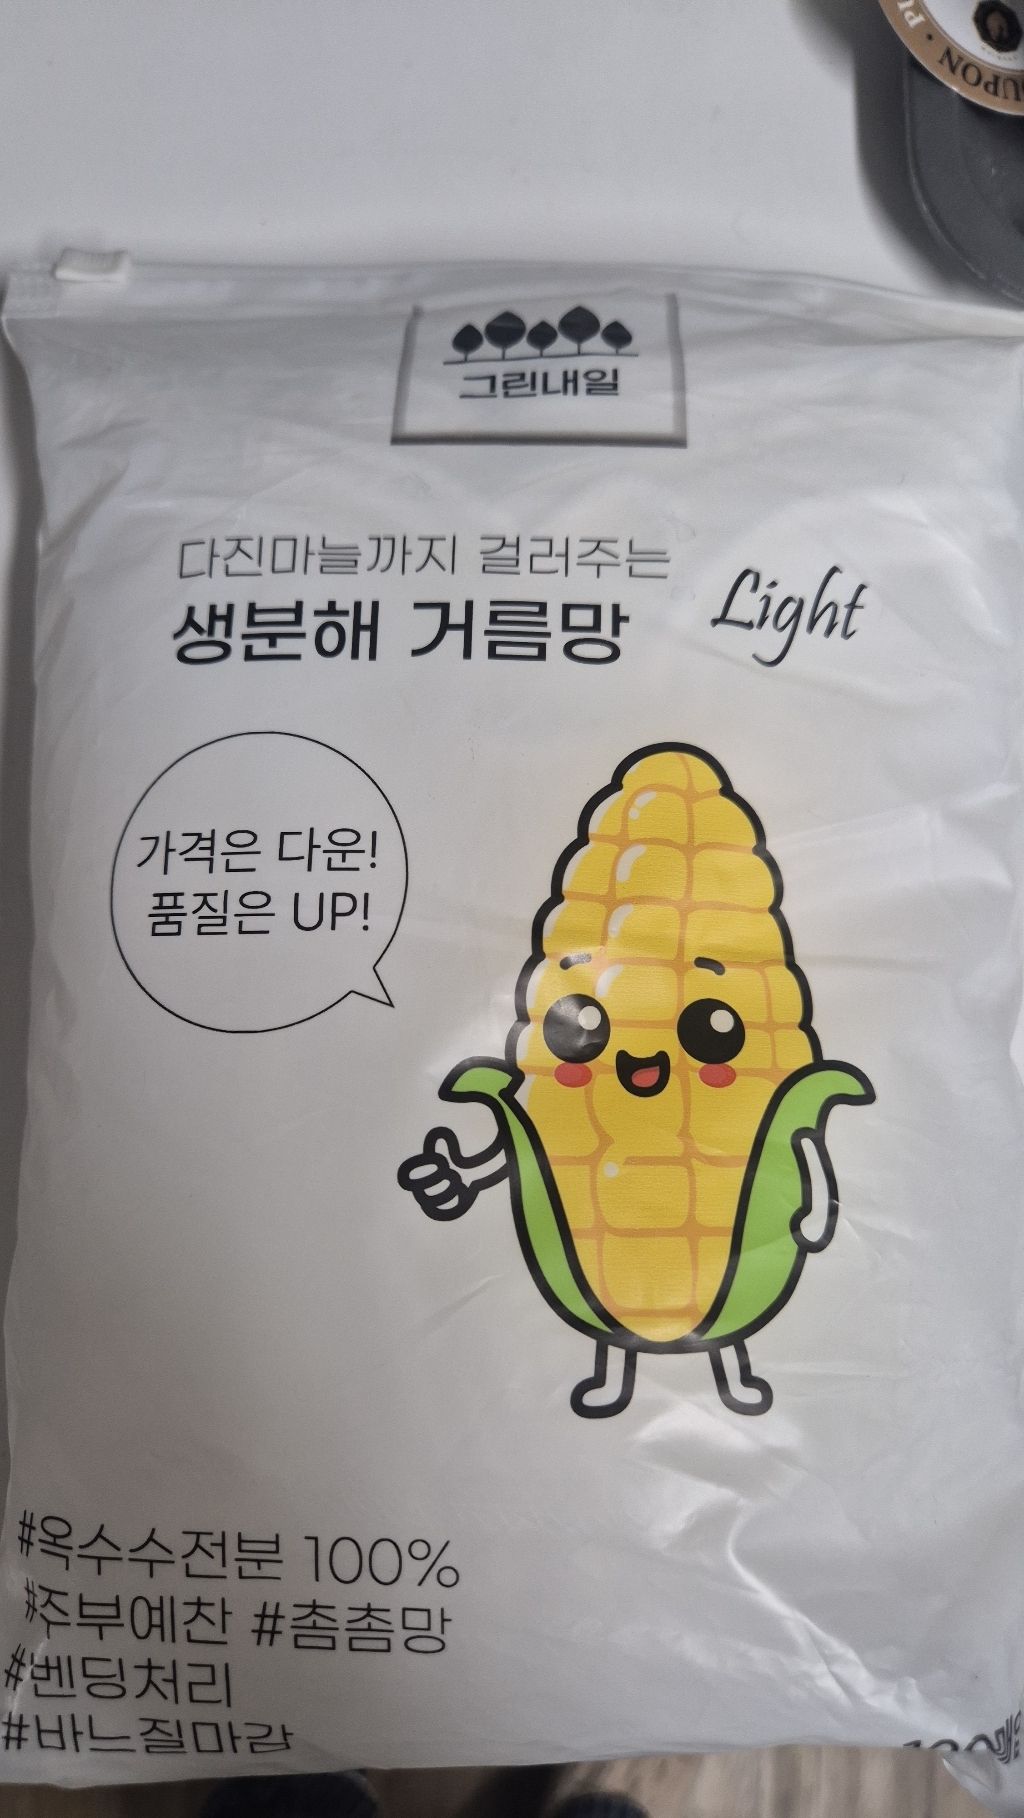 그린내일
다진마늘까지 걸러주는
생분해 거름망 Light
가격은 다운!
품질은 UP!
#옥수수전분 100%
#주부예찬 #촘촘망
#벤딩처리
#바느질마감